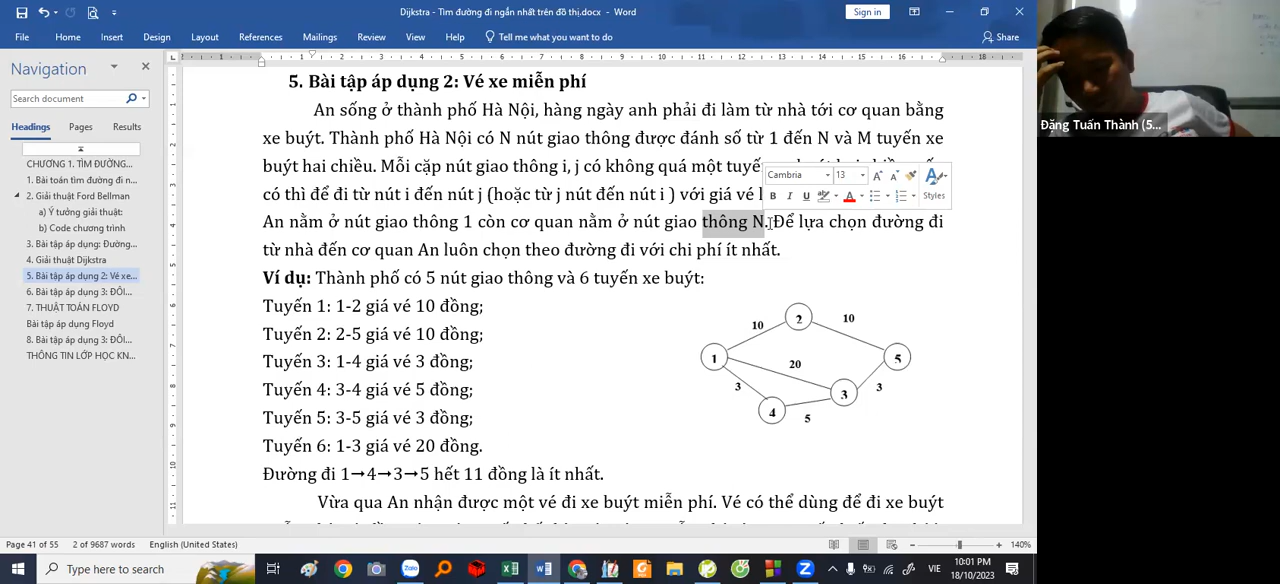 Dijkstra - Tìm đường đi ngắn nhất trên đồ thị.docx - Word
Sign in
File Home Insert Design Layout References Mailings Review View Help Tell me what you want to do Share
Navigation
Search document
Headings Pages Results
CHƯƠNG 1. TÌM ĐƯỜNG...
1. Bài toán tìm đường đi n...
2. Giải thuật Ford Bellman
a) Ý tưởng giải thuật:
b) Code chương trình
3. Bài tập áp dụng: Đường...
4. Giải thuật Dijkstra
5. Bài tập áp dụng 2: Vé xe...
6. Bài tập áp dụng 3: ĐÔI...
7. THUẬT TOÁN FLOYD
Bài tập áp dụng Floyd
8. Bài tập áp dụng 3: ĐÔI...
THÔNG TIN LỚP HỌC KN...
5. Bài tập áp dụng 2: Vé xe miễn phí
An sống ở thành phố Hà Nội, hàng ngày anh phải đi làm từ nhà tới cơ quan bằng
xe buýt. Thành phố Hà Nội có N nút giao thông được đánh số từ 1 đến N và M tuyến xe
buýt hai chiều. Mỗi cặp nút giao thông i, j có không quá một
có thì để đi từ nút i đến nút j (hoặc từ j nút đến nút i ) với giá vé
An nằm ở nút giao thông 1 còn cơ quan nằm ở nút giao thông N. Để lựa chọn đường đi
từ nhà đến cơ quan An luôn chọn theo đường đi với chi phí ít nhất.
Cambria 13
B I U Styles
Ví dụ: Thành phố có 5 nút giao thông và 6 tuyến xe buýt:
Tuyến 1: 1-2 giá vé 10 đồng;
Tuyến 2: 2-5 giá vé 10 đồng;
Tuyến 3: 1-4 giá vé 3 đồng;
Tuyến 4: 3-4 giá vé 5 đồng;
Tuyến 5: 3-5 giá vé 3 đồng;
Tuyến 6: 1-3 giá vé 20 đồng.
10 2 10
1 20 5
3 3 3
4 5
Đường đi 1→4→3→5 hết 11 đồng là ít nhất.
Vừa qua An nhận được một vé đi xe buýt miễn phí. Vé có thể dùng để đi xe buýt
Đặng Tuấn Thành (5...
Page 41 of 55 2 of 9687 words English (United States) 140%
Type here to search
VIE
10:01 PM
18/10/2023